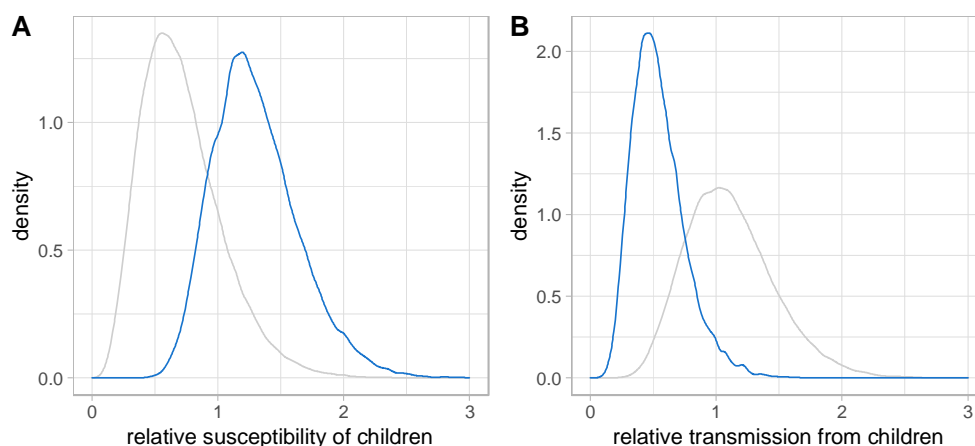 A
density
1.0
0.5
0.0
0 1 2 3
relative susceptibility of children
B
density
2.0
1.5
1.0
0.5
0.0
0 1 2 3
relative transmission from children